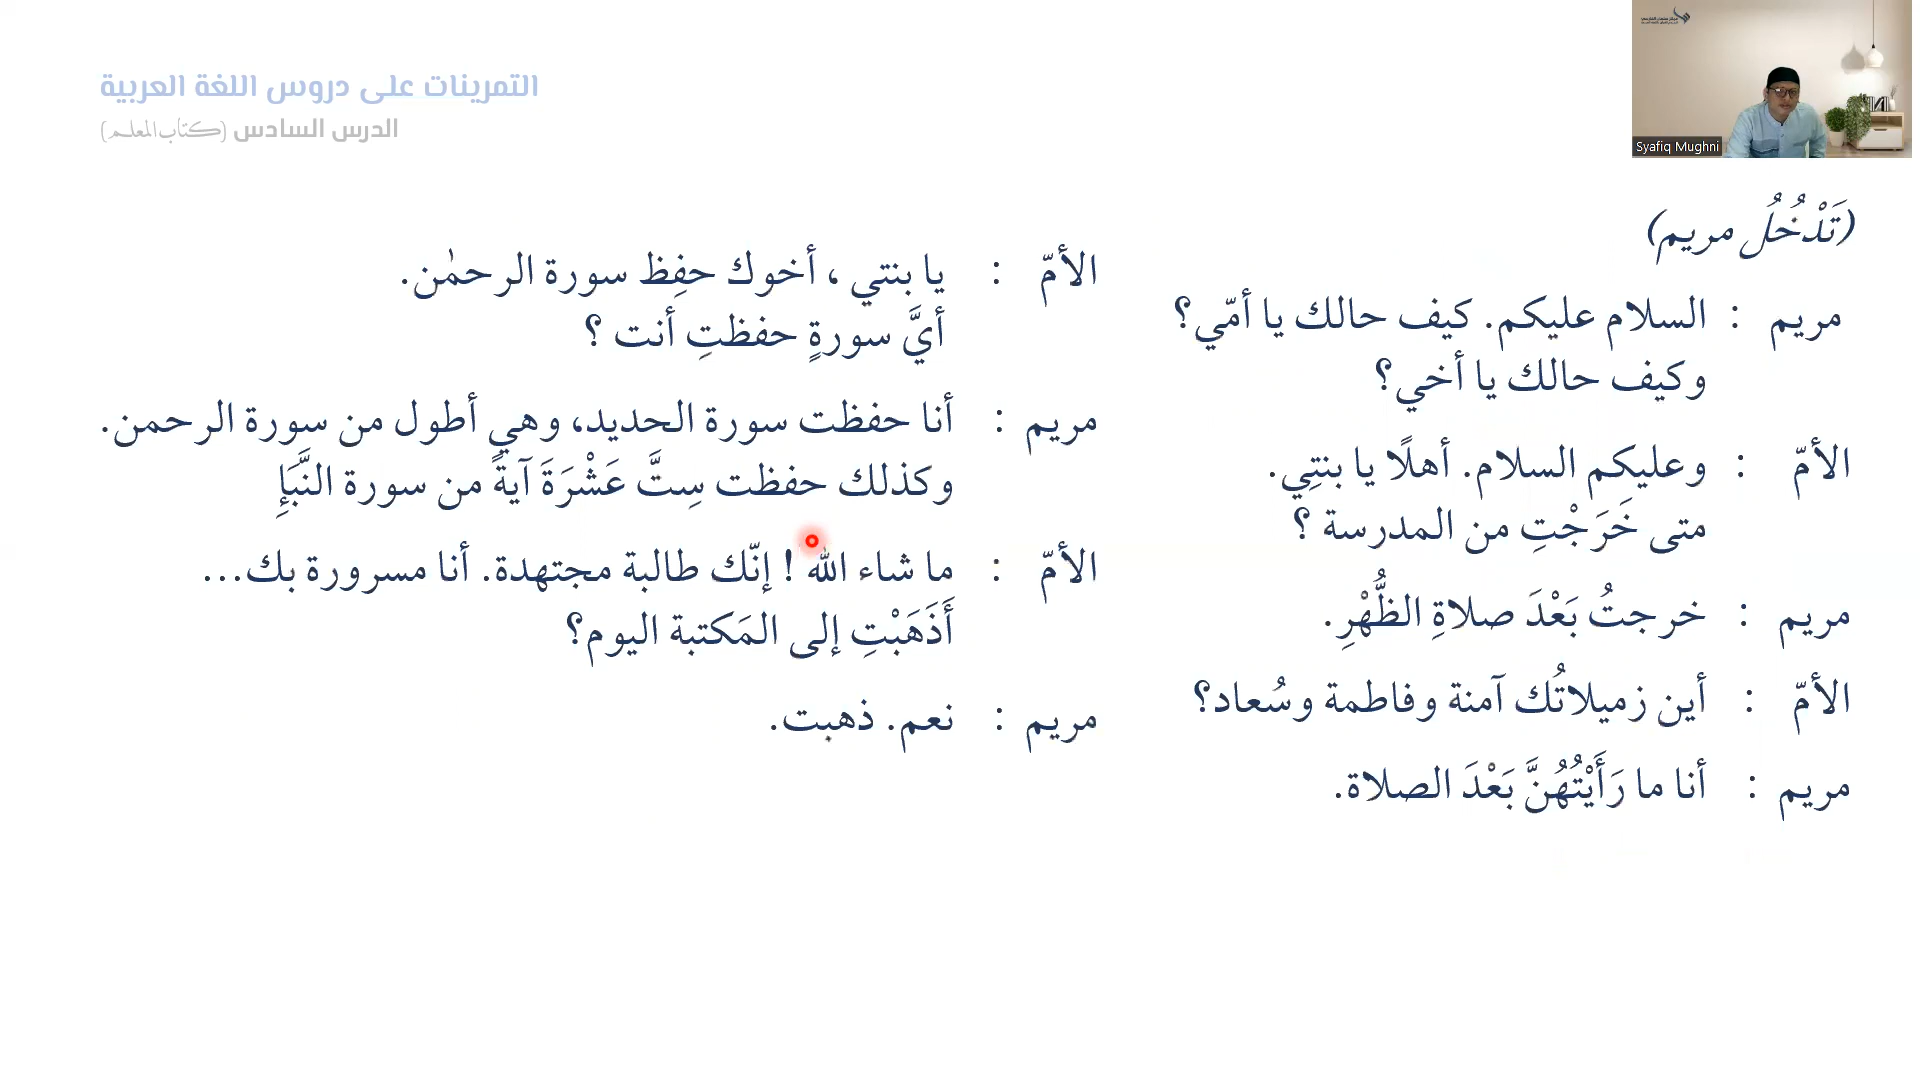 التمرينات على دروس اللغة العربية
الدرس السادس (كتاب المعلم)
Syafiq Mughni
(تَدْخُلُ مريم)
مريم : السلام عليكم. كيف حالك يا أمّي؟
وكيف حالك يا أخي؟
الأمّ : وعليكم السلام. أهلًا يا بنتِي.
متى خَرَجْتِ من المدرسة ؟
مريم : خرجتُ بَعْدَ صلاةِ الظُّهْرِ.
الأمّ : أين زميلاتُك آمنة وفاطمة وسُعاد؟
مريم : أنا ما رَأَيْتُهُنَّ بَعْدَ الصلاة.
الأمّ : يا بنتي ، أخوك حفِظ سورة الرحمٰن.
أيَّ سورةٍ حفظتِ أنت ؟
مريم : أنا حفظت سورة الحديد، وهي أطول من سورة الرحمن.
وكذلك حفظت سِتَّ عَشْرَةَ آيةً من سورة النَّبَإِ
الأمّ : ما شاء الله ! إنّك طالبة مجتهدة. أنا مسرورة بك...
أَذَهَبْتِ إلى المَكتبة اليوم؟
مريم : نعم. ذهبت.